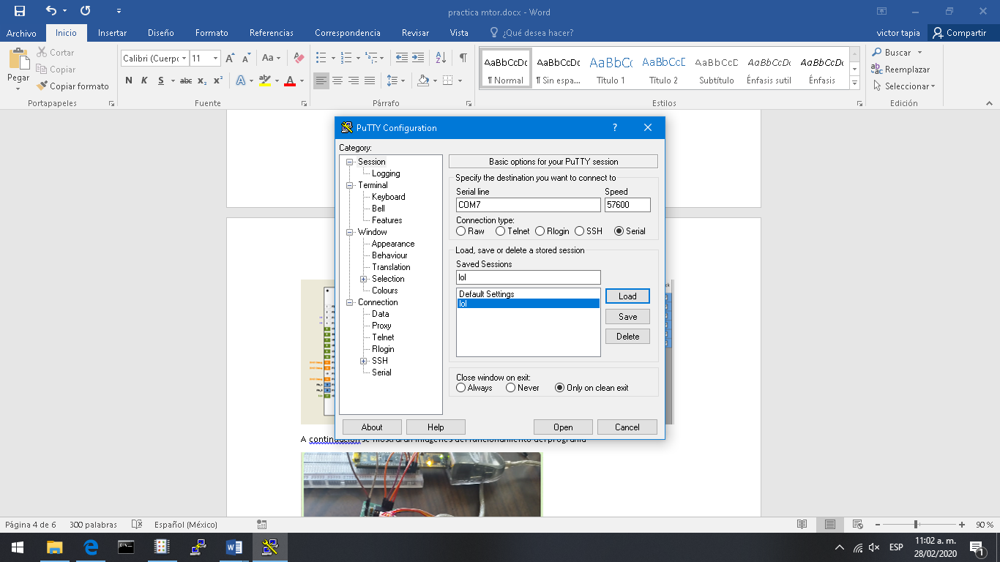 practica mtor.docx - Word
Archivo Inicio Insertar Diseño Formato Referencias Correspondencia Revisar Vista ¿Qué desea hacer? victor tapia Compartir
Pegar
Cortar
Copiar
Copiar formato
Portapapeles
Calibri (Cuerpo 11
N K S abc x₂ x²
Fuente
Párrafo
AaBbCcDc AaBbCcDc AaBbCc AaBbCcD AaBbCcD AaBbCcDc AaBbCcDc
¶ Normal ¶ Sin espa... Título 1 Título 2 Subtítulo Énfasis sutil Énfasis
Estilos
Buscar
Reemplazar
Seleccionar
Edición
PuTTY Configuration ? ✕
Category:
Session
Logging
Terminal
Keyboard
Bell
Features
Window
Appearance
Behaviour
Translation
Selection
Colours
Connection
Data
Proxy
Telnet
Rlogin
SSH
Serial
Basic options for your PuTTY session
Specify the destination you want to connect to
Serial line Speed
COM7 57600
Connection type:
Raw Telnet Rlogin SSH Serial
Load, save or delete a stored session
Saved Sessions
lol
Default Settings
lol
Load
Save
Delete
Close window on exit:
Always Never Only on clean exit
About Help Open Cancel
A continuación se mostrarán imágenes del funcionamiento del programa
Página 4 de 6 300 palabras Español (México) 90 %
ESP 11:02 a. m.
28/02/2020
1